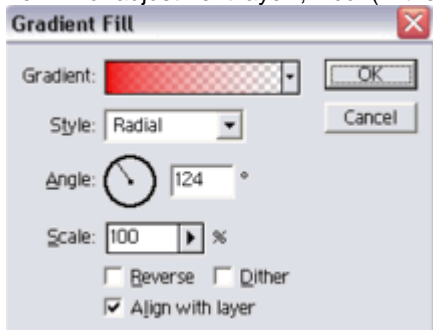 Gradient Fill
Gradient:
OK
Style: Radial
Cancel
Angle: 124 °
Scale: 100 %
Reverse Dither
Align with layer